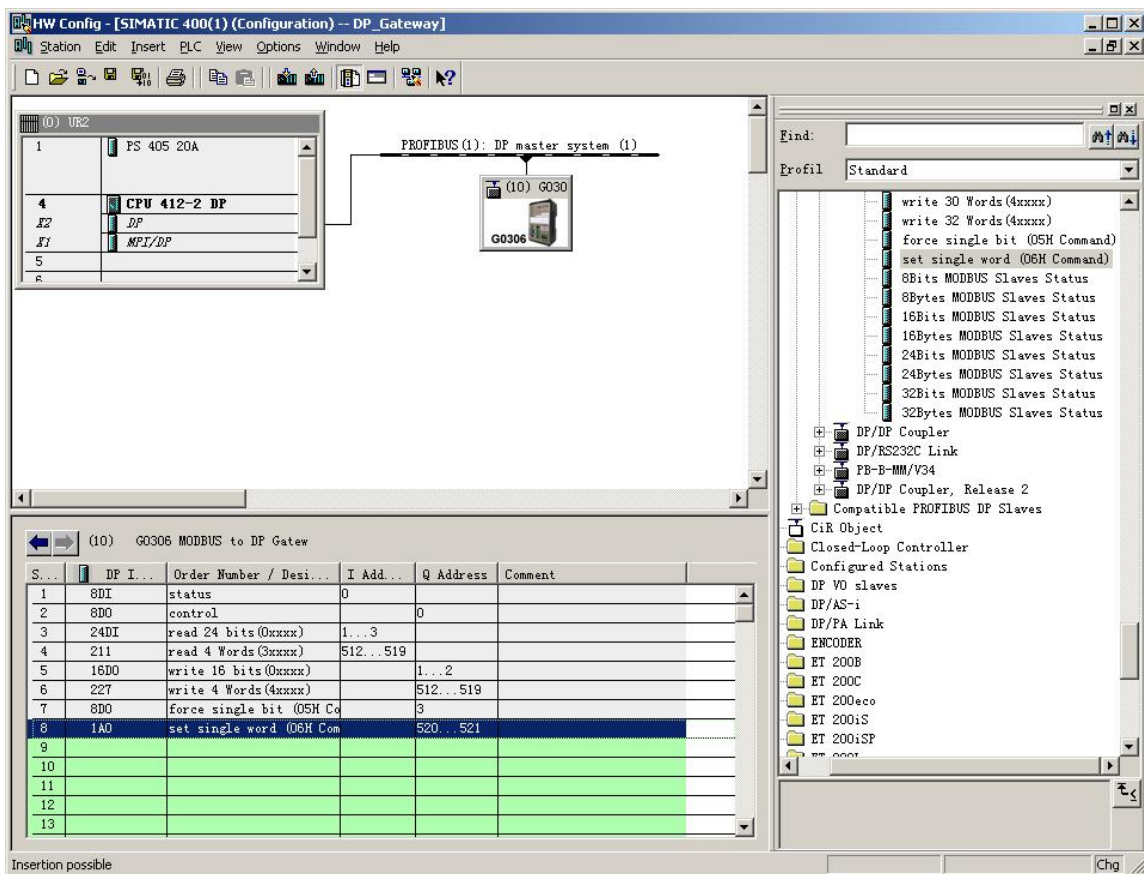 HW Config - [SIMATIC 400(1) (Configuration) -- DP_Gateway]
Station Edit Insert PLC View Options Window Help
(0) UR2
1 PS 405 20A
4 CPU 412-2 DP
X2 DP
X1 MPI/DP
5
6
PROFIBUS(1): DP master system (1)
(10) G030
G0306
Find:
Profil Standard
write 30 Words(4xxxx)
write 32 Words(4xxxx)
force single bit (05H Command)
set single word (06H Command)
8Bits MODBUS Slaves Status
8Bytes MODBUS Slaves Status
16Bits MODBUS Slaves Status
16Bytes MODBUS Slaves Status
24Bits MODBUS Slaves Status
24Bytes MODBUS Slaves Status
32Bits MODBUS Slaves Status
32Bytes MODBUS Slaves Status
DP/DP Coupler
DP/RS232C Link
PB-B-MM/V34
DP/DP Coupler, Release 2
Compatible PROFIBUS DP Slaves
CiR Object
Closed-Loop Controller
Configured Stations
DP V0 slaves
DP/AS-i
DP/PA Link
ENCODER
ET 200B
ET 200C
ET 200eco
ET 200iS
ET 200iSP
(10) G0306 MODBUS to DP Gatew
S... DP I... Order Number / Desi... I Add... Q Address Comment
1 8DI status 0
2 8DO control 0
3 24DI read 24 bits(0xxxx) 1...3
4 211 read 4 Words(3xxxx) 512...519
5 16DO write 16 bits(0xxxx) 1...2
6 227 write 4 Words(4xxxx) 512...519
7 8DO force single bit (05H Co 3
8 1AO set single word (06H Com 520...521
9
10
11
12
13
Insertion possible
Chg